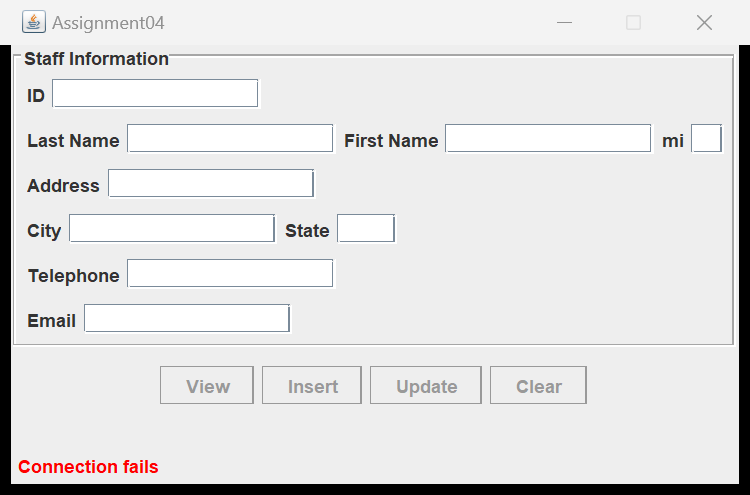 Assignment04
Staff Information
ID
Last Name First Name mi
Address
City State
Telephone
Email
View Insert Update Clear
Connection fails